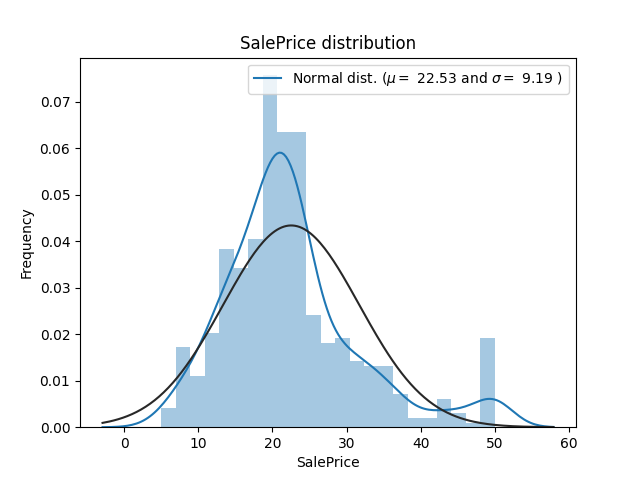 SalePrice distribution
Normal dist. (μ = 22.53 and σ = 9.19 )
0.07
0.06
0.05
0.04
0.03
0.02
0.01
0.00
Frequency
0 10 20 30 40 50 60
SalePrice